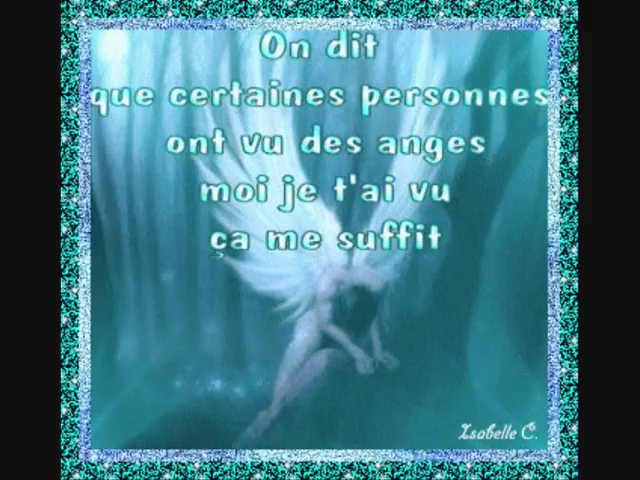 On dit
que certaines personnes
ont vu des anges
moi je t'ai vu
ça me suffit
Isabelle C.